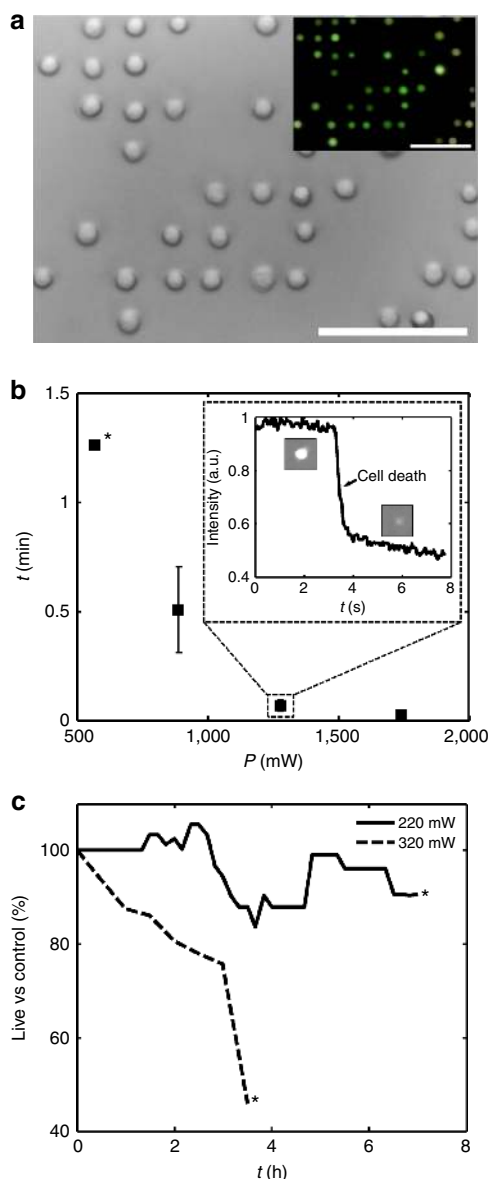 a
b
1.5
1
0.5
0
t (min)
*
500
1,000
1,500
2,000
P (mW)
1
0.8
0.6
0.4
Intensity (a.u.)
Cell death
0
2
4
6
8
t (s)
c
100
80
60
40
Live vs control (%)
220 mW
320 mW
*
*
0
2
4
6
8
t (h)